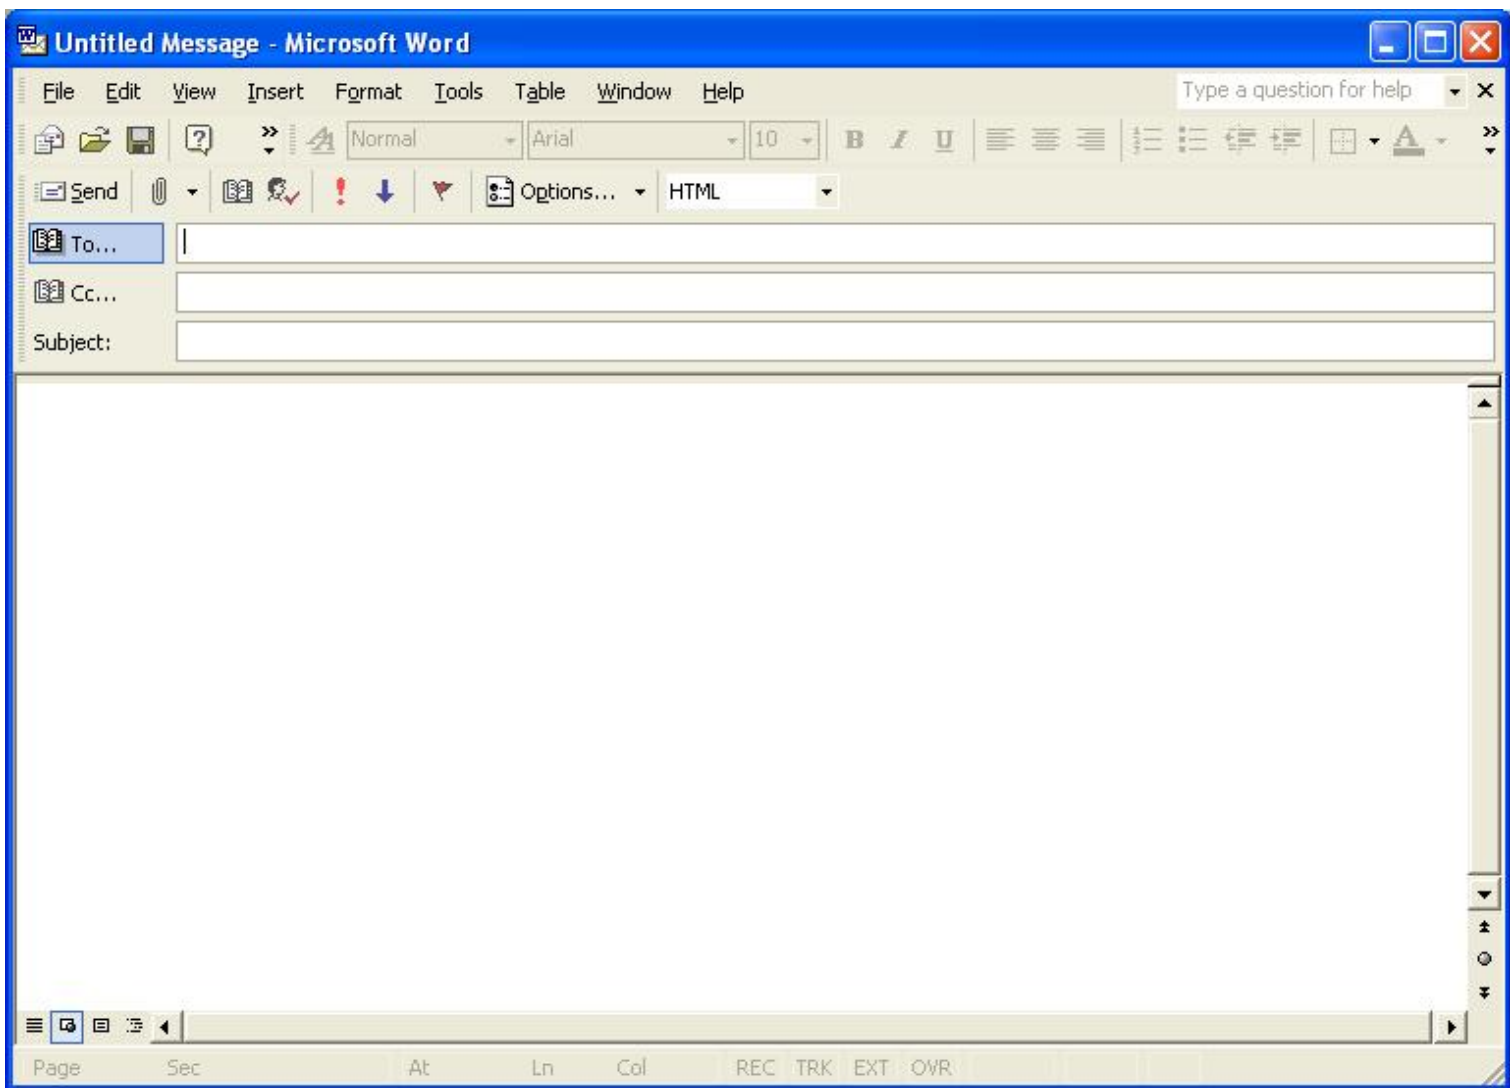 Untitled Message - Microsoft Word
File Edit View Insert Format Tools Table Window Help Type a question for help
Normal Arial 10 B I U A
Send Options... HTML
To...
Cc...
Subject:
Page Sec At Ln Col REC TRK EXT OVR